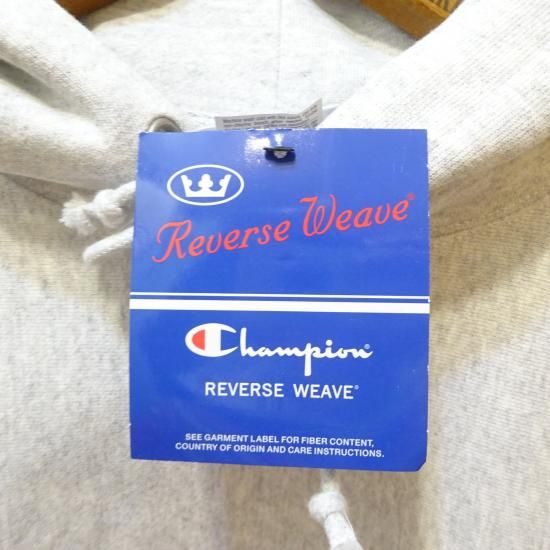 Reverse Weave®
Champion®
REVERSE WEAVE®
SEE GARMENT LABEL FOR FIBER CONTENT,
COUNTRY OF ORIGIN AND CARE INSTRUCTIONS.